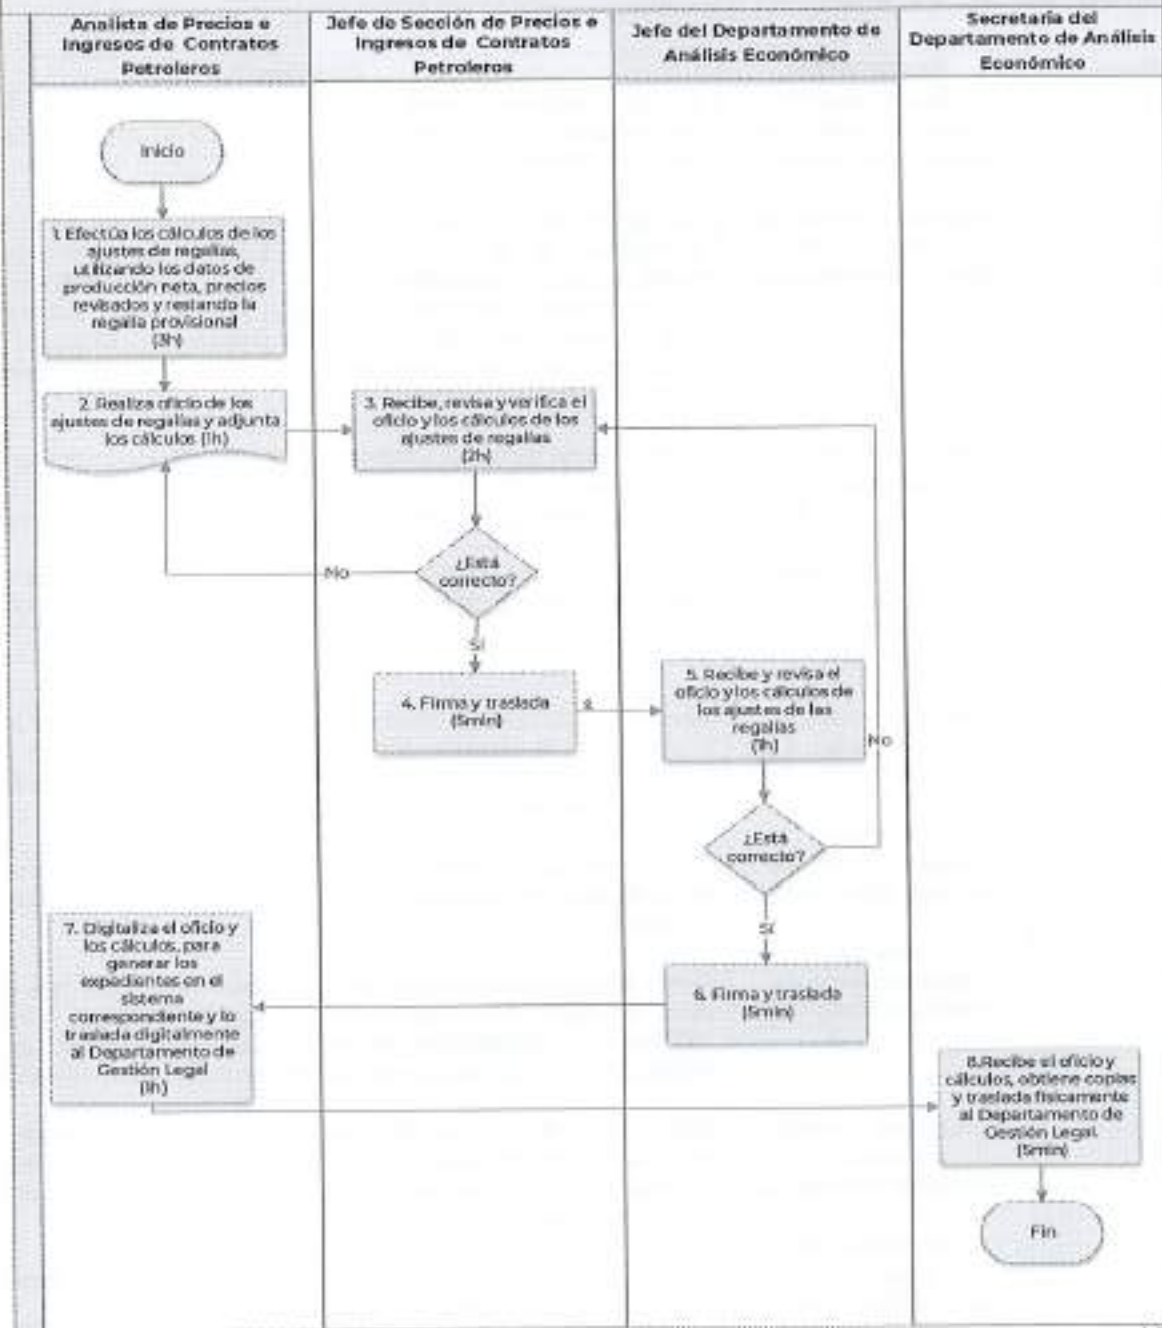 Analista de Precios e
Ingresos de Contratos
Petroleros
Jefe de Sección de Precios e
Ingresos de Contratos
Petroleros
Jefe del Departamento de
Análisis Económico
Secretaria del
Departamento de Análisis
Económico
Inicio
1. Efectúa los cálculos de los
ajustes de regalías,
utilizando los datos de
producción neta, precios
revisados y restando la
regalía provisional
(3h)
2. Realiza oficio de los
ajustes de regalías y adjunta
los cálculos (1h)
3. Recibe, revisa y verifica el
oficio y los cálculos de los
ajustes de regalías
(2h)
¿Está
correcto?
No
Sí
4. Firma y traslada
(5min)
5. Recibe y revisa el
oficio y los cálculos de
los ajustes de las
regalías
(1h)
No
¿Está
correcto?
Sí
6. Firma y traslada
(5min)
7. Digitaliza el oficio y
los cálculos, para
generar los
expedientes en el
sistema
correspondiente y lo
traslada digitalmente
al Departamento de
Gestión Legal
(1h)
8.Recibe el oficio y
cálculos, obtiene copias
y traslada físicamente
al Departamento de
Gestión Legal
(5min)
Fin